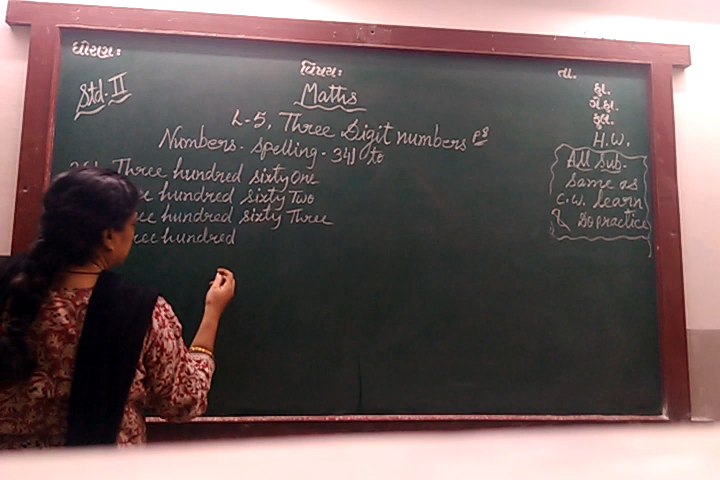 ધોરણઃ
વિષયઃ
તા.
Std. II
Maths
કા.
ગે.કા.
કુલ.
L-5, Three Digit numbers
Numbers - Spelling - 341 to
H.W.
All Sub.
Same as
C.W. learn
& Do practice
Three hundred sixty One
hundred sixty Two
hundred sixty Three
hundred